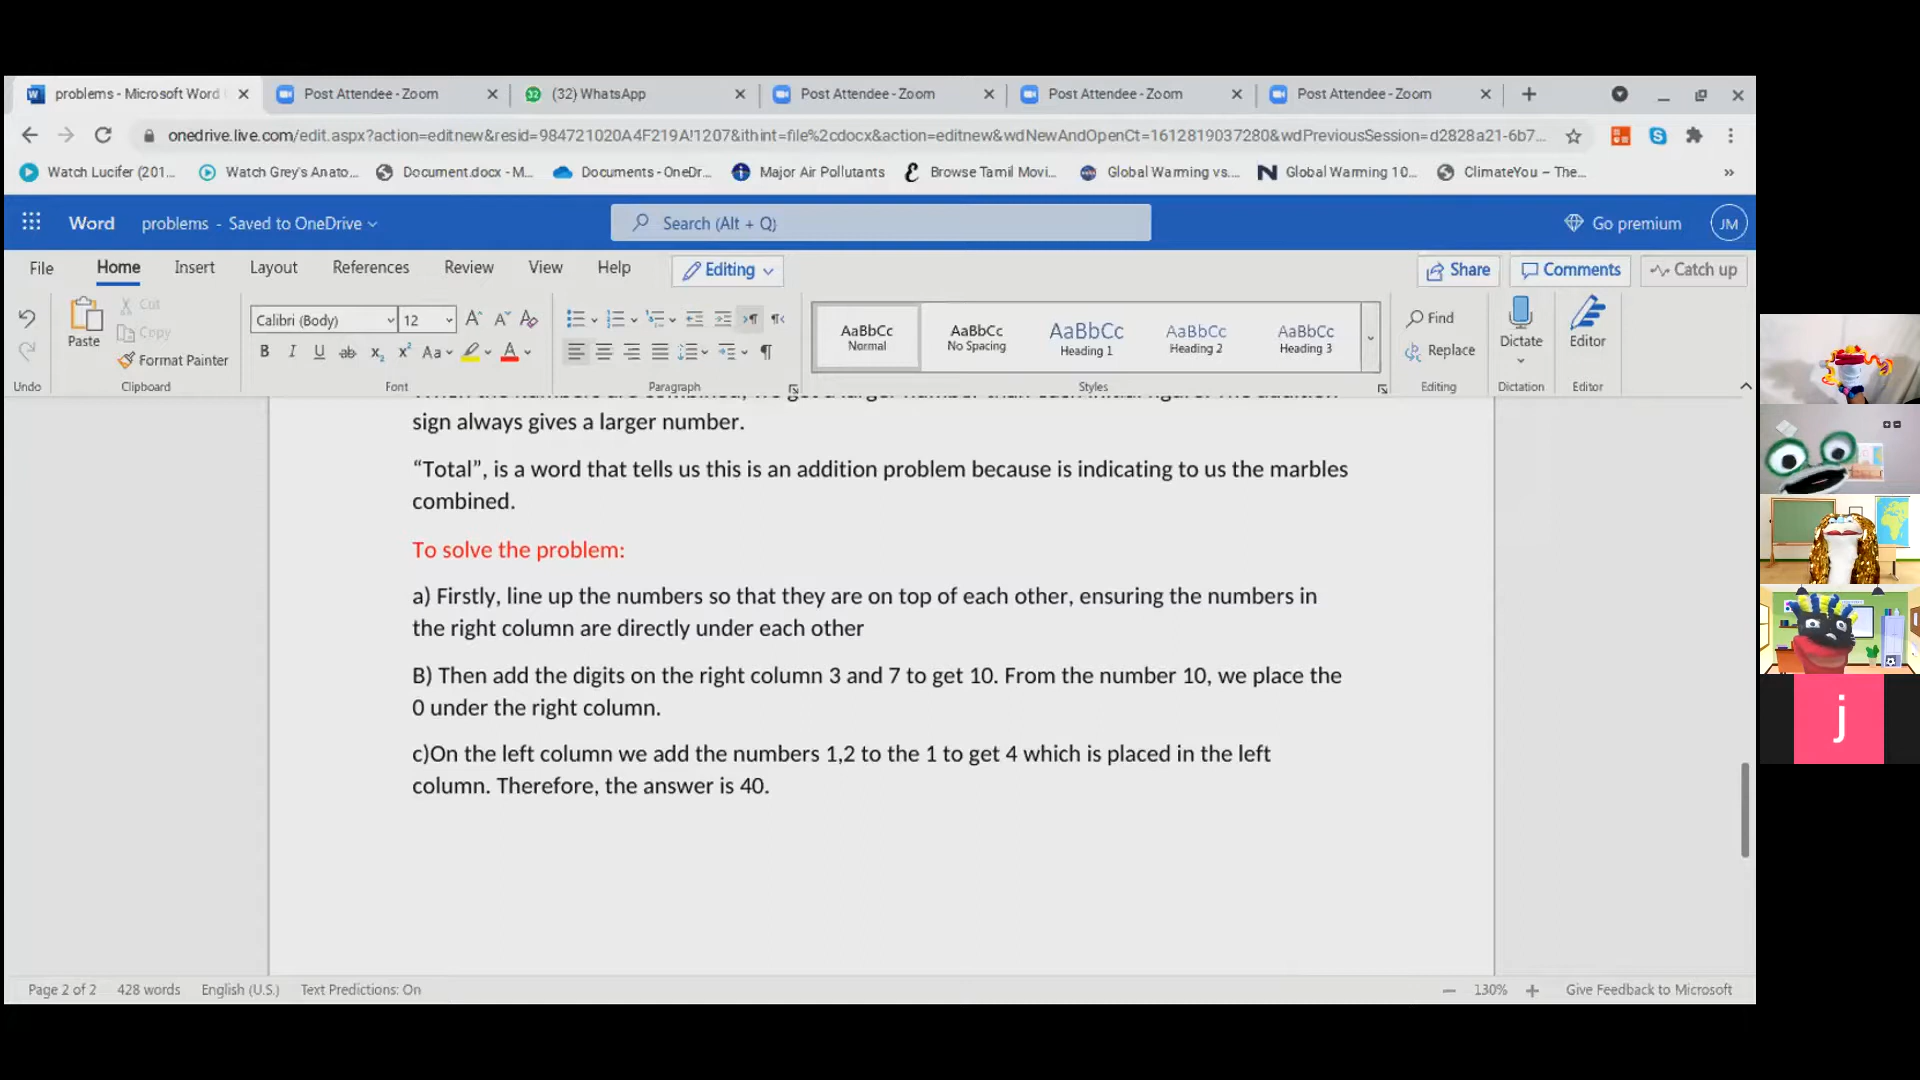 problems - Microsoft Word
Post Attendee - Zoom
(32) WhatsApp
Post Attendee - Zoom
Post Attendee - Zoom
Post Attendee - Zoom
onedrive.live.com/edit.aspx?action=editnew&resid=984721020A4F219A!1207&ithint=file%2cdocx&action=editnew&wdNewAndOpenCt=1612819037280&wdPreviousSession=d2828a21-6b7...
Watch Lucifer (201... Watch Grey's Anato... Document.docx - M... Documents - OneDr... Major Air Pollutants Browse Tamil Movi... Global Warming vs.... Global Warming 10... ClimateYou – The... »
Word problems - Saved to OneDrive Search (Alt + Q) Go premium JM
File Home Insert Layout References Review View Help Editing Share Comments Catch up
Paste Cut Copy Format Painter
Calibri (Body) 12
AaBbCc Normal
AaBbCc No Spacing
AaBbCc Heading 1
AaBbCc Heading 2
AaBbCc Heading 3
Find
Replace
Dictate
Editor
Undo Clipboard Font Paragraph Styles Editing Dictation Editor
sign always gives a larger number.
“Total”, is a word that tells us this is an addition problem because is indicating to us the marbles
combined.
To solve the problem:
a) Firstly, line up the numbers so that they are on top of each other, ensuring the numbers in
the right column are directly under each other
B) Then add the digits on the right column 3 and 7 to get 10. From the number 10, we place the
0 under the right column.
c)On the left column we add the numbers 1,2 to the 1 to get 4 which is placed in the left
column. Therefore, the answer is 40.
j
Page 2 of 2 428 words English (U.S.) Text Predictions: On 130% Give Feedback to Microsoft